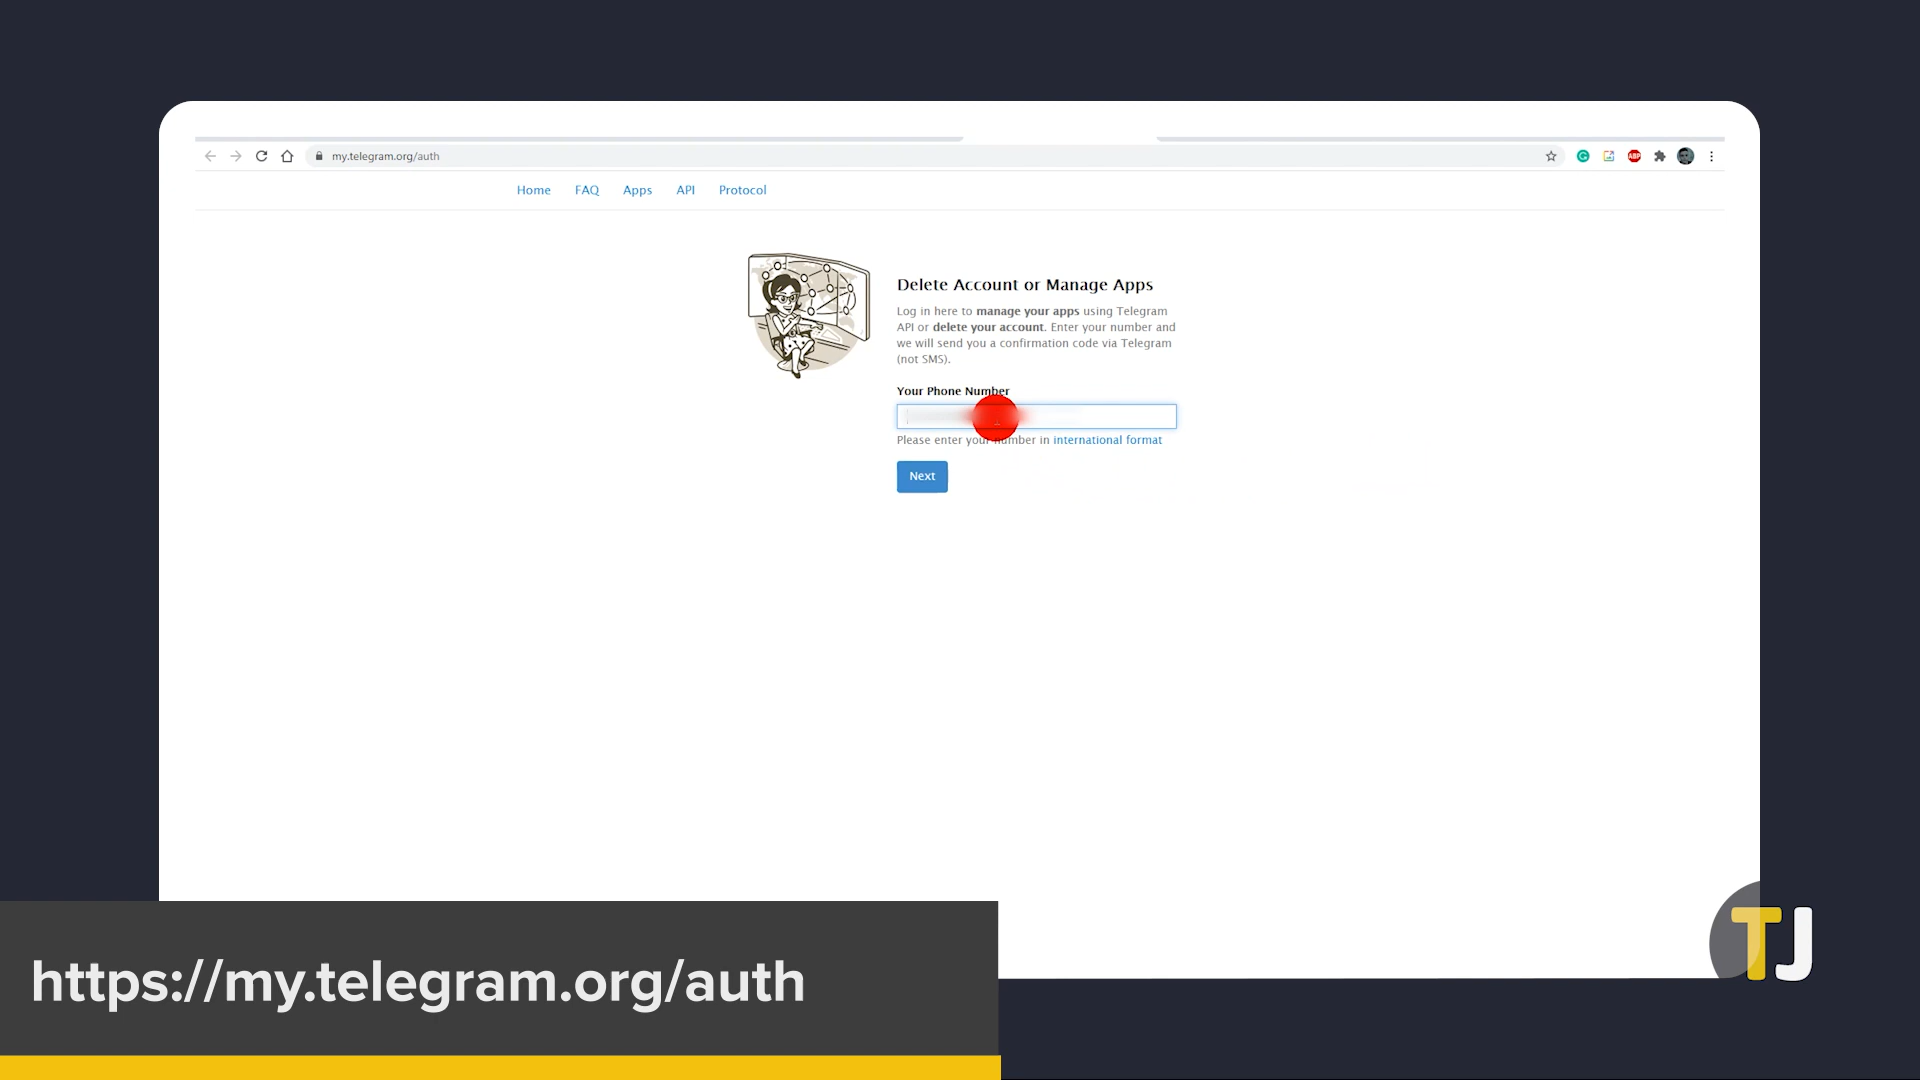 my.telegram.org/auth
ABP
Home FAQ Apps API Protocol
Delete Account or Manage Apps
Log in here to manage your apps using Telegram
API or delete your account. Enter your number and
we will send you a confirmation code via Telegram
(not SMS).
Your Phone Number
Please enter your number in international format
Next
https://my.telegram.org/auth
TJ